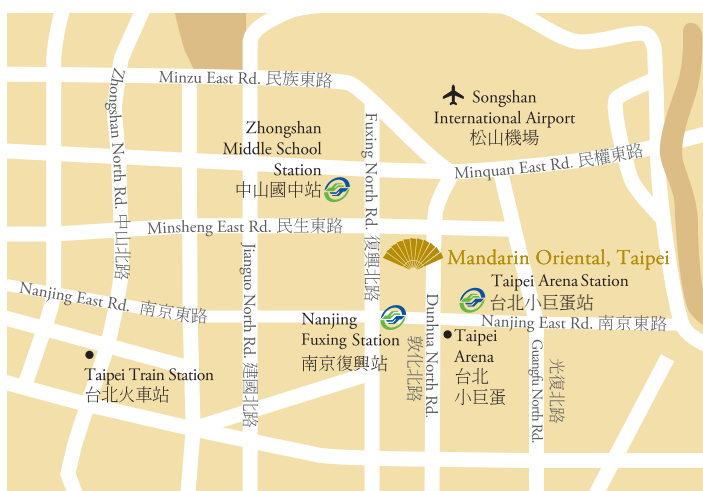 Minzu East Rd. 民族東路
Zhongshan North Rd. 中山北路
Songshan
International Airport
松山機場
Zhongshan
Middle School
Station
中山國中站
Fuxing North Rd. 復興北路
Minquan East Rd. 民權東路
Minsheng East Rd. 民生東路
Jianguo North Rd. 建國北路
Mandarin Oriental, Taipei
Taipei Arena Station
台北小巨蛋站
Nanjing East Rd. 南京東路
Nanjing
Fuxing Station
南京復興站
Dunhua North Rd.
敦化北路
Nanjing East Rd. 南京東路
Taipei
Arena
台北
小巨蛋
Guangfu North Rd.
光復北路
Taipei Train Station
台北火車站